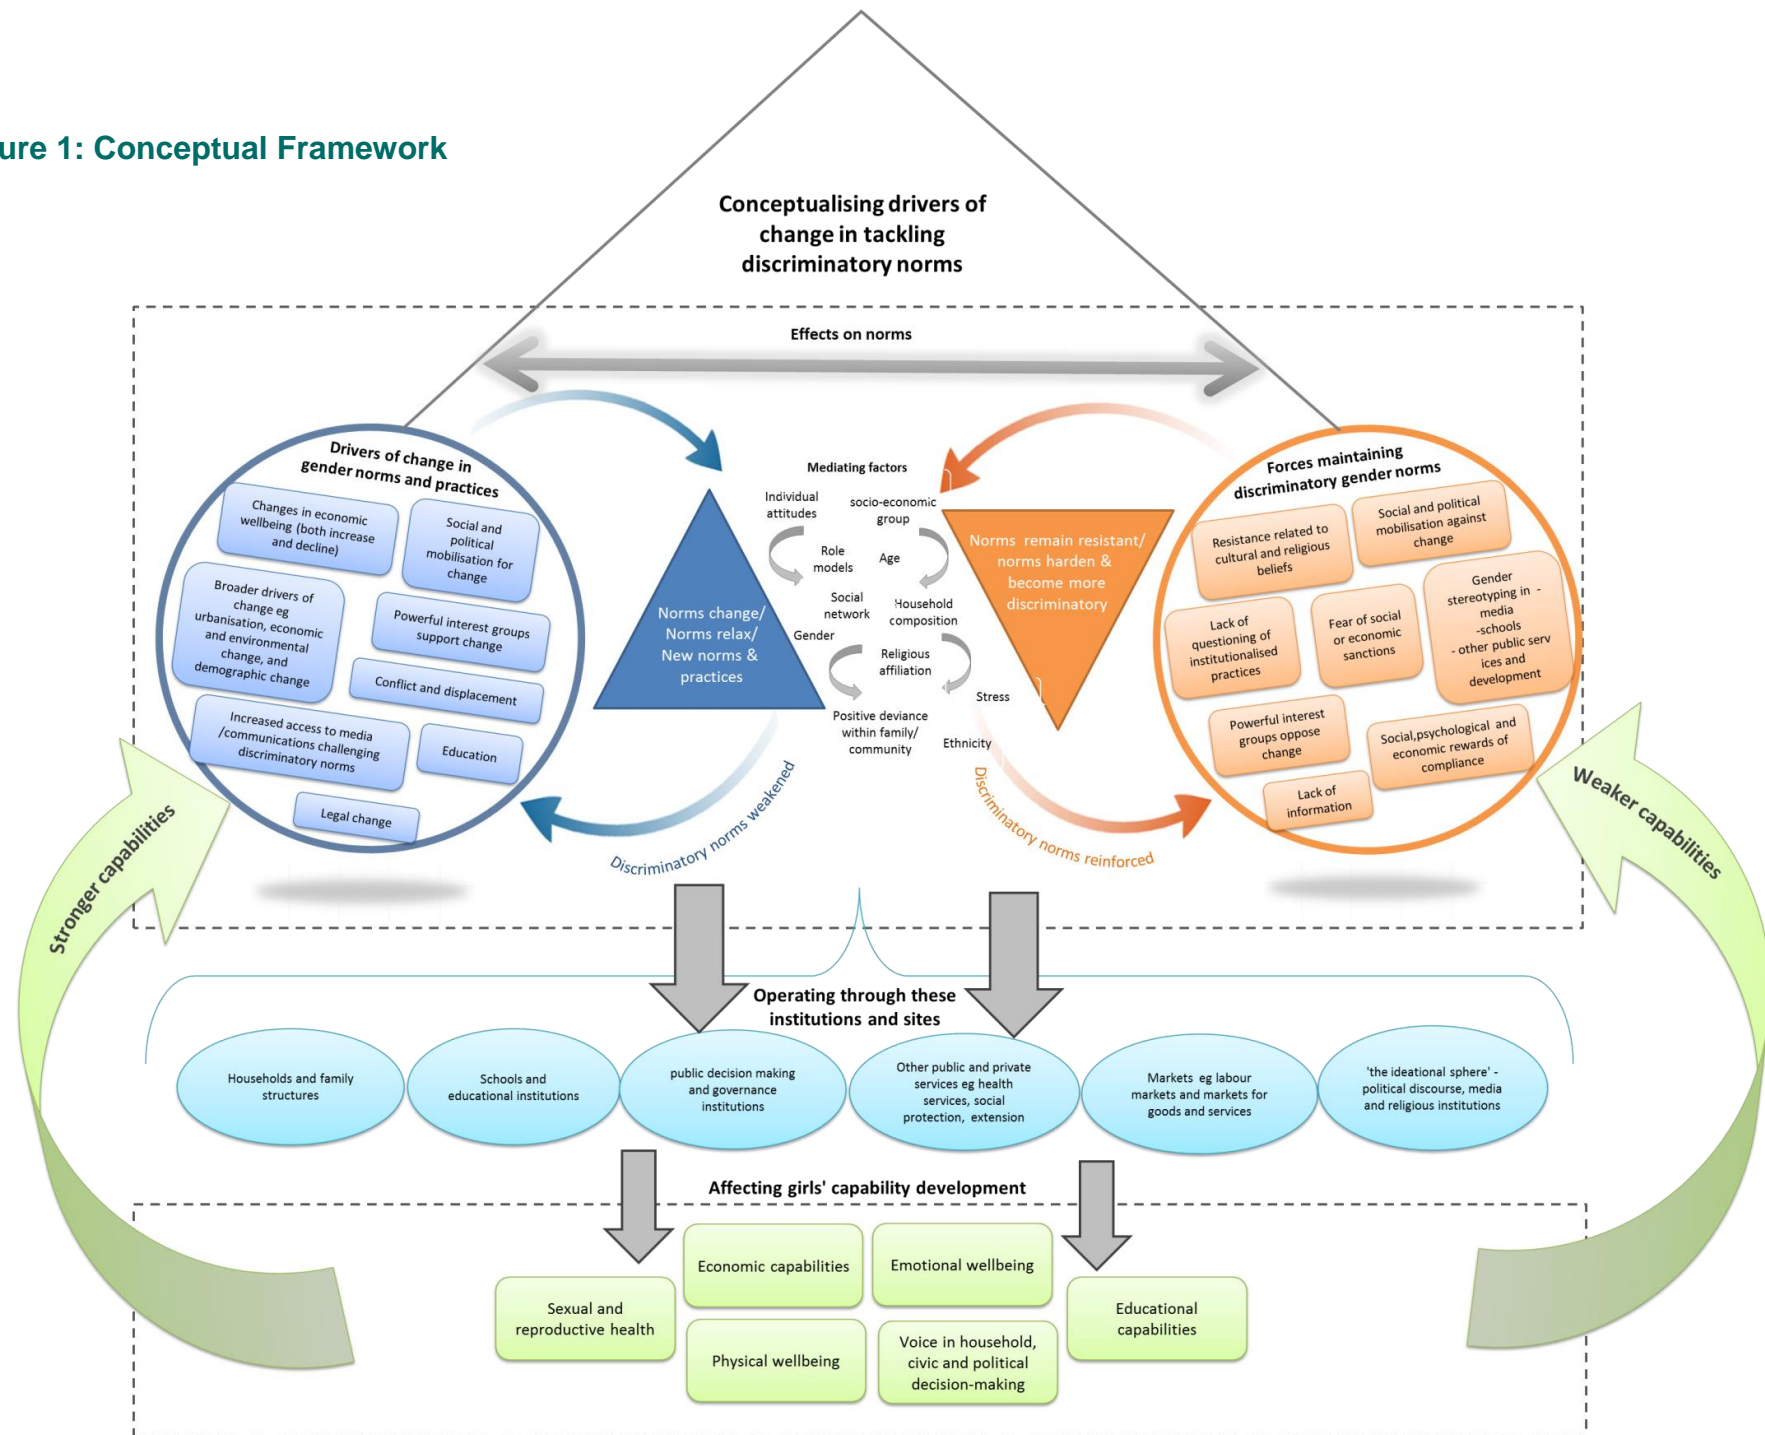 ure 1: Conceptual Framework
Conceptualising drivers of
change in tackling
discriminatory norms
Effects on norms
Drivers of change in
gender norms and practices
Changes in economic
wellbeing (both increase
and decline)
Social and
political
mobilisation for
change
Broader drivers of
change eg
urbanisation, economic
and environmental
change, and
demographic change
Powerful interest groups
support change
Conflict and displacement
Increased access to media
/communications challenging
discriminatory norms
Education
Legal change
Norms change/
Norms relax/
New norms &
practices
Discriminatory norms weakened
Mediating factors
Individual
attitudes
socio-economic
group
Role
models
Age
Social
network
Household
composition
Gender
Religious
affiliation
Stress
Positive deviance
within family/
community
Ethnicity
Norms remain resistant/
norms harden &
become more
discriminatory
Discriminatory norms reinforced
Forces maintaining
discriminatory gender norms
Resistance related to
cultural and religious
beliefs
Social and political
mobilisation against
change
Lack of
questioning of
institutionalised
practices
Fear of social
or economic
sanctions
Gender
stereotyping in -
media
-schools
- other public serv
ices and
development
Powerful interest
groups oppose
change
Social,psychological and
economic rewards of
compliance
Lack of
information
Stronger capabilities
Weaker capabilities
Operating through these
institutions and sites
Households and family
structures
Schools and
educational institutions
public decision making
and governance
institutions
Other public and private
services eg health
services, social
protection, extension
Markets eg labour
markets and markets for
goods and services
'the ideational sphere' -
political discourse, media
and religious institutions
Affecting girls' capability development
Sexual and
reproductive health
Economic capabilities
Emotional wellbeing
Educational
capabilities
Physical wellbeing
Voice in household,
civic and political
decision-making